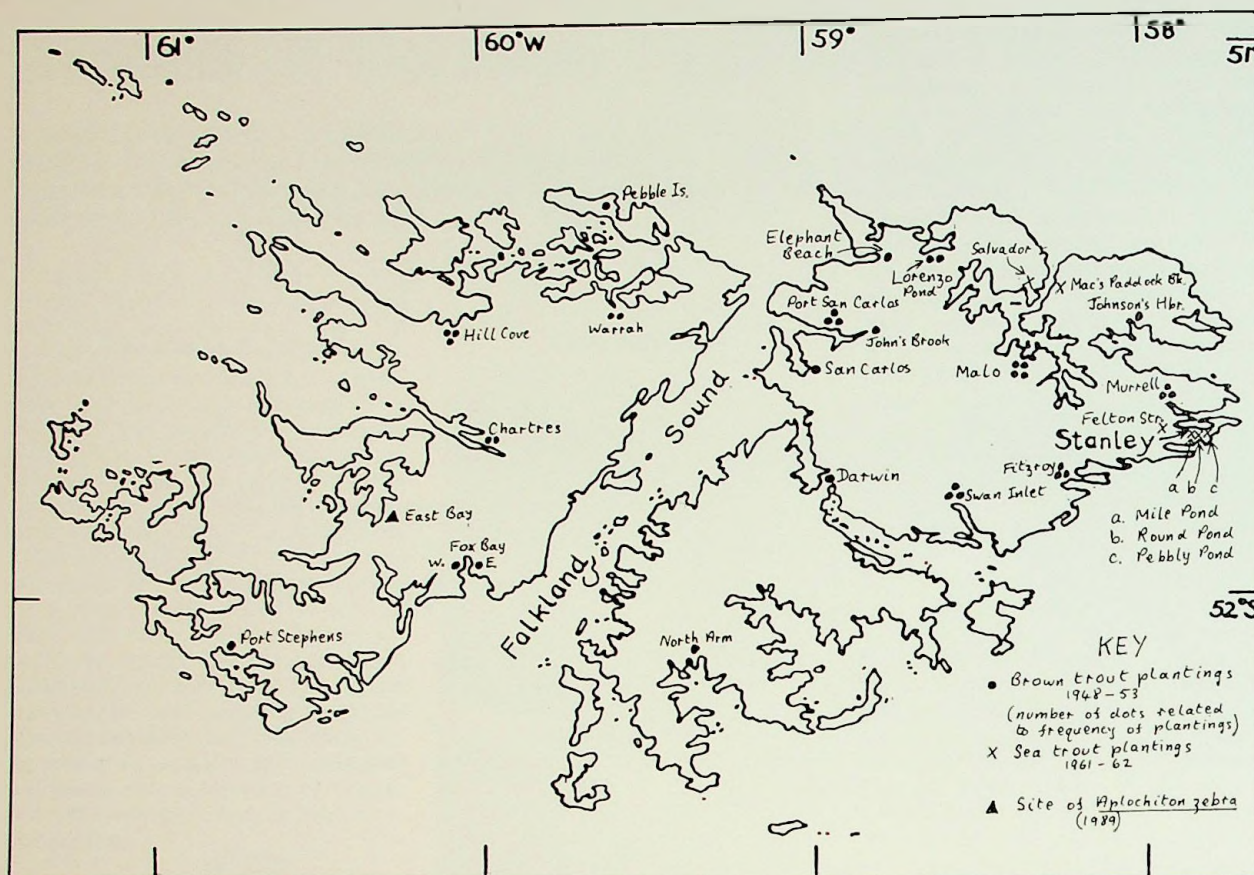 61°
60°W
59°
58°
51°
Pebble Is.
Elephant
Beach
Lorenzo
Pond
Salvador
Mac's Paddock Bk.
Johnson's Hbr.
Port San Carlos
John's Brook
San Carlos
Malo
Murrell
Felton Str.
Stanley
Hill Cove
Warrah
Chartres
Falkland Sound
Darwin
Swan Inlet
Fitzroy
a b c
a. Mile Pond
b. Round Pond
c. Pebbly Pond
East Bay
Fox Bay
W. E
52°S
Port Stephens
North Arm
KEY
Brown trout plantings
1948-53
(number of dots related
to frequency of plantings)
x Sea trout plantings
1961-62
▲ Site of Aplochiton zebra
(1989)